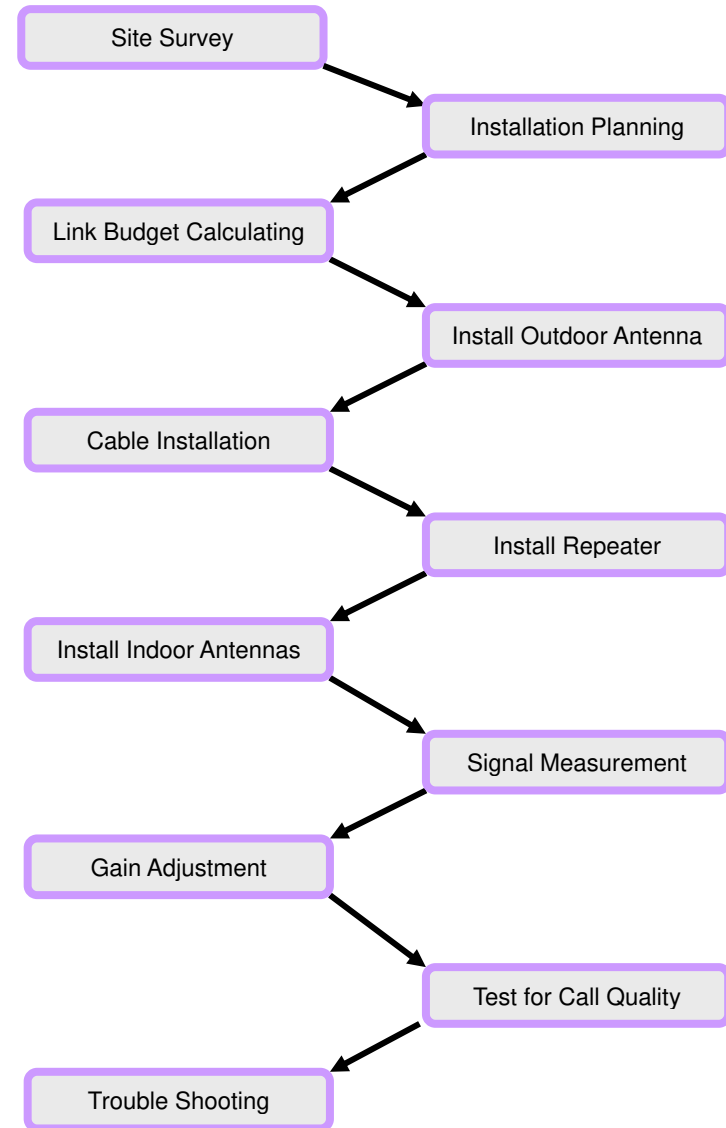 Site Survey
Installation Planning
Link Budget Calculating
Install Outdoor Antenna
Cable Installation
Install Repeater
Install Indoor Antennas
Signal Measurement
Gain Adjustment
Test for Call Quality
Trouble Shooting